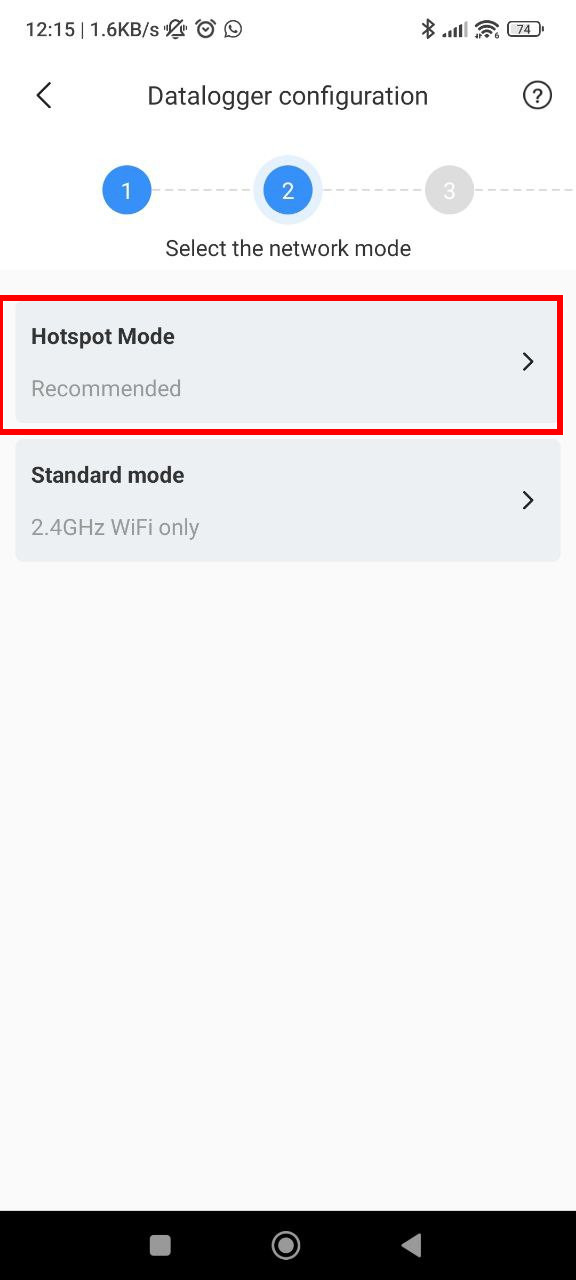 12:15 | 1.6KB/s 74
Datalogger configuration ?
1 2 3
Select the network mode
Hotspot Mode
Recommended
Standard mode
2.4GHz WiFi only